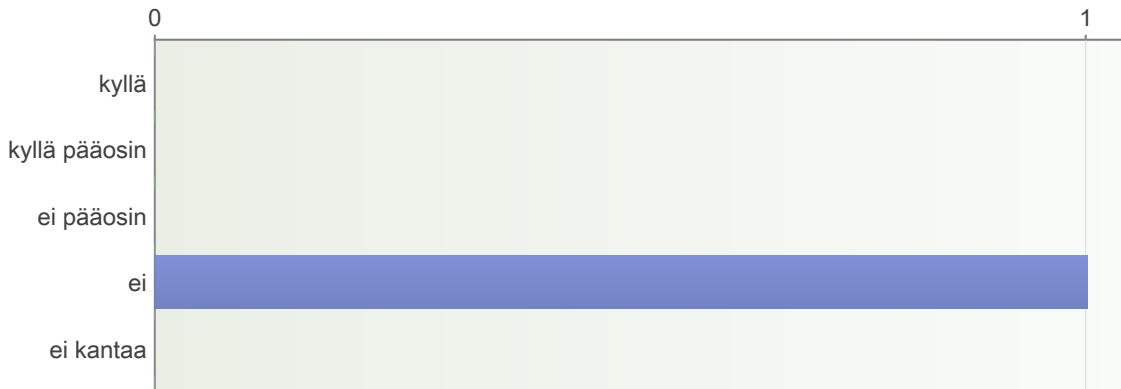 0 1
kyllä
kyllä pääosin
ei pääosin
ei
ei kantaa